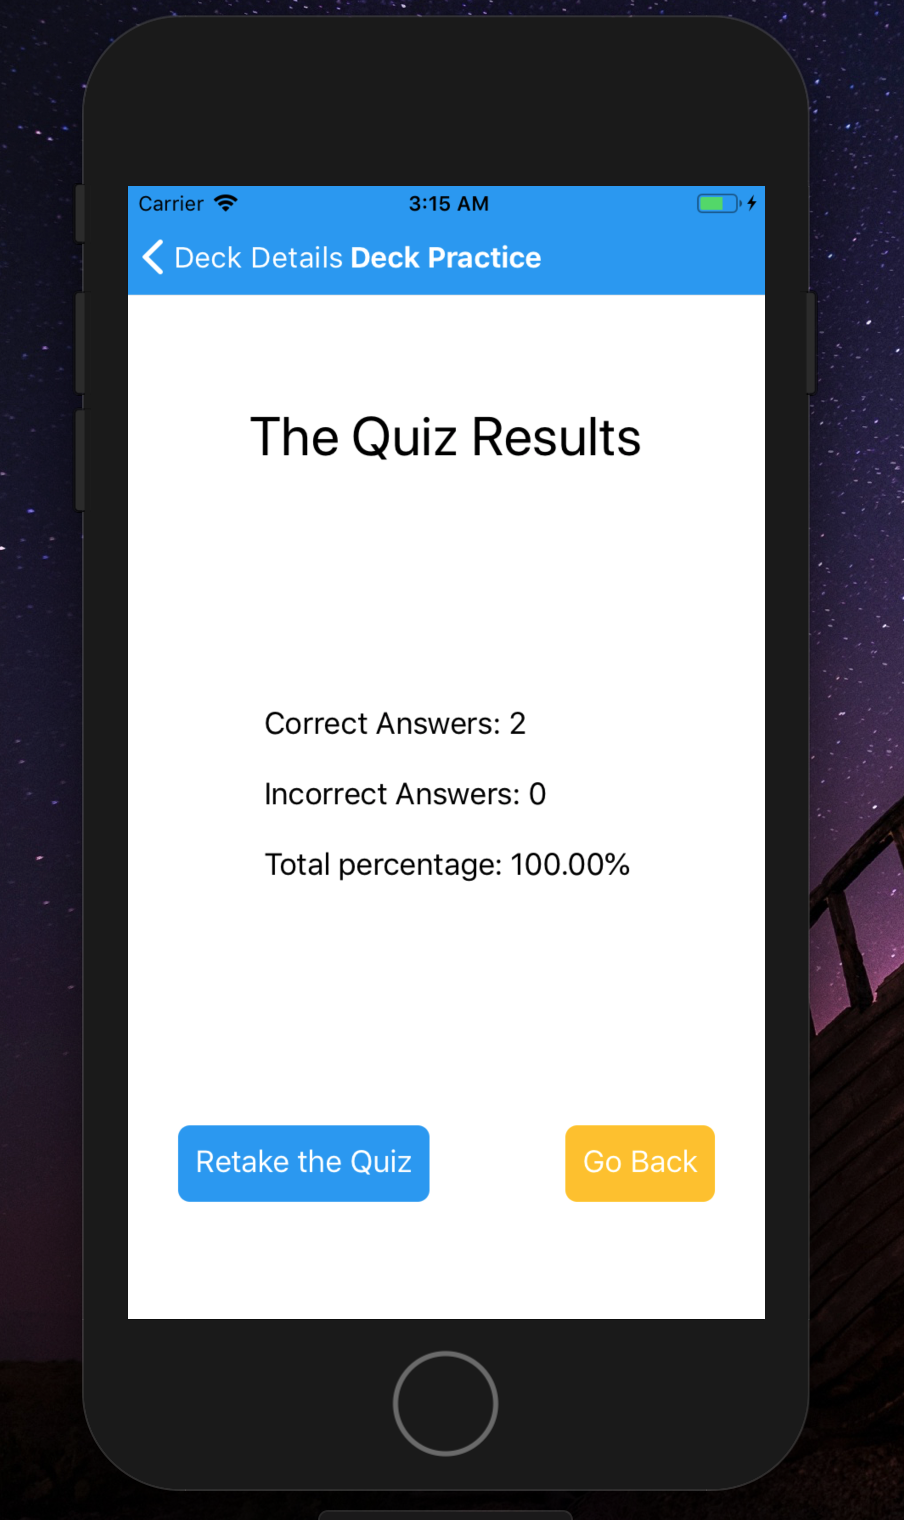 Carrier 3:15 AM
Deck Details Deck Practice
The Quiz Results
Correct Answers: 2
Incorrect Answers: 0
Total percentage: 100.00%
Retake the Quiz Go Back